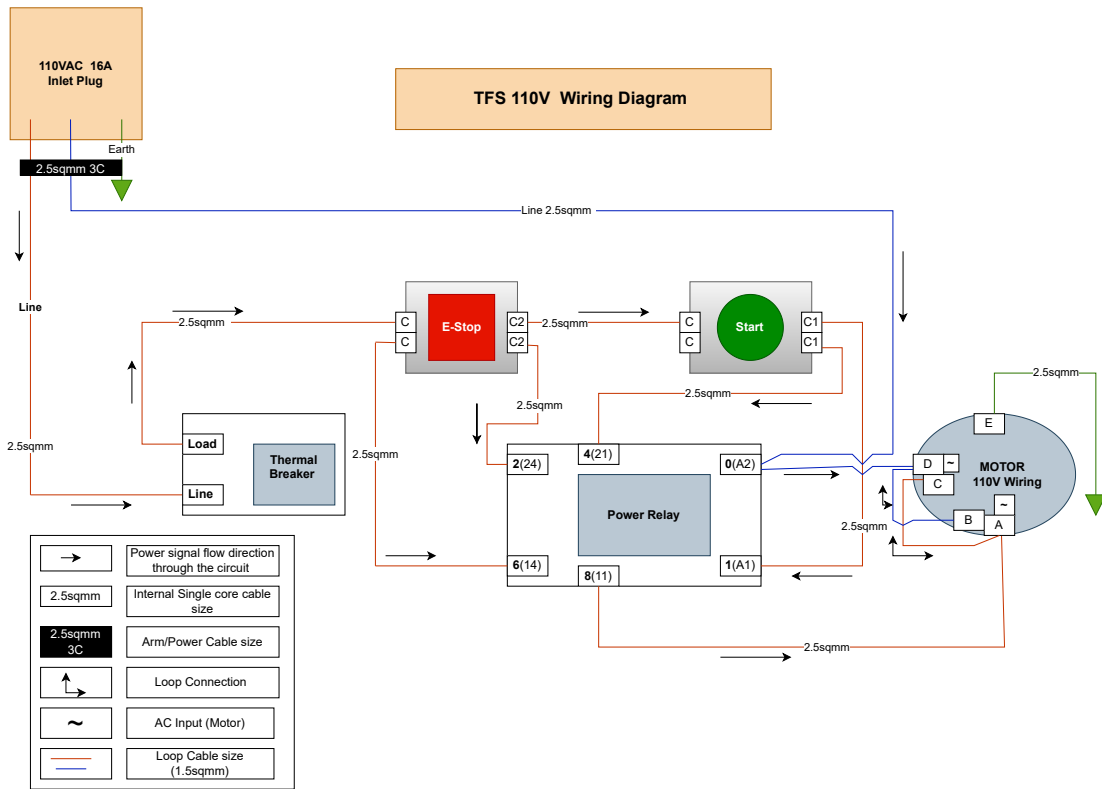 110VAC  16A
Inlet Plug
TFS 110V  Wiring Diagram
Earth
2.5sqmm 3C
Line 2.5sqmm
Line
2.5sqmm
C
C
E-Stop
C2
C2
2.5sqmm
C
C
Start
C1
C1
2.5sqmm
2.5sqmm
2.5sqmm
2.5sqmm
E
Load
Line
Thermal
Breaker
2.5sqmm
2.5sqmm
2(24)
4(21)
0(A2)
Power Relay
6(14)
8(11)
1(A1)
2.5sqmm
D
~
C
MOTOR
110V Wiring
~
B
A
2.5sqmm
Power signal flow direction
through the circuit
2.5sqmm
Internal Single core cable
size
2.5sqmm
3C
Arm/Power Cable size
Loop Connection
~
AC Input (Motor)
Loop Cable size
(1.5sqmm)